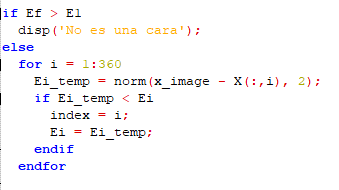 if Ef > E1
disp('No es una cara');
else
for i = 1:360
Ei_temp = norm(x_image - X(:,i), 2);
if Ei_temp < Ei
index = i;
Ei = Ei_temp;
endif
endfor